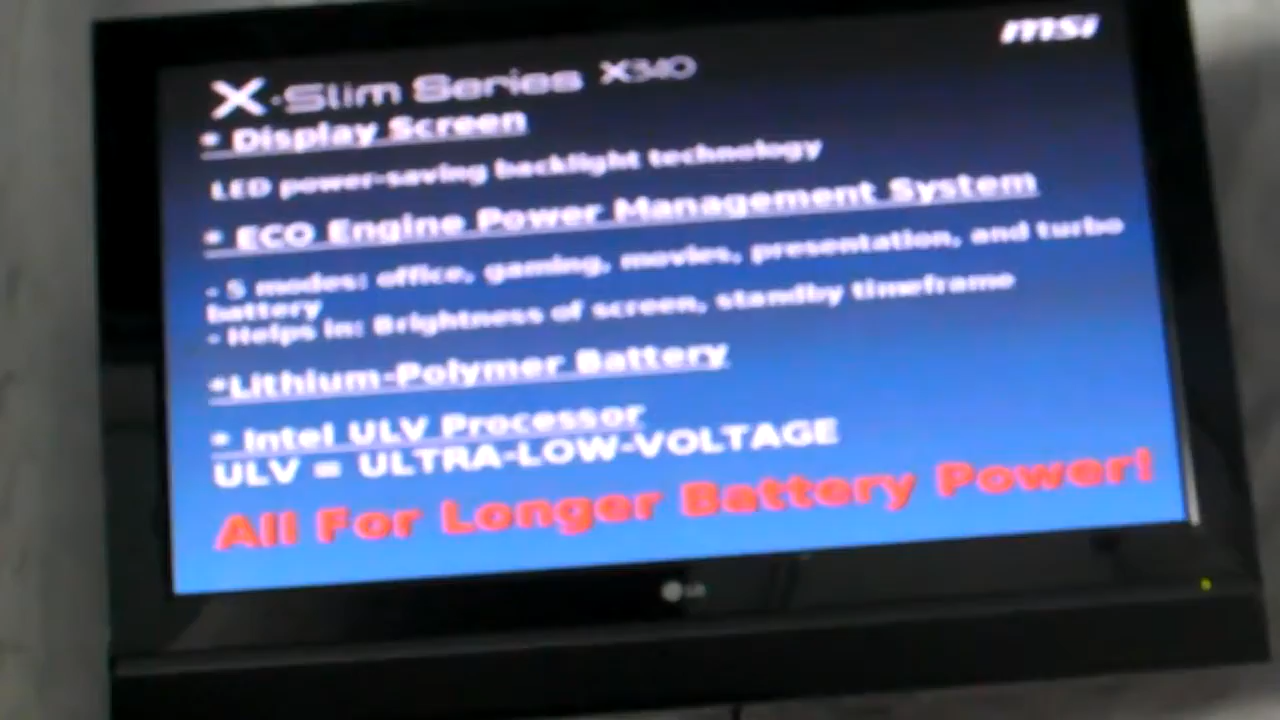 msi
X-Slim Series X340
* Display Screen
LED power-saving backlight technology
* ECO Engine Power Management System
- 5 modes: office, gaming, movies, presentation, and turbo
battery
- Helps in: Brightness of screen, standby timeframe
*Lithium-Polymer Battery
* Intel ULV Processor
ULV = ULTRA-LOW-VOLTAGE
All For Longer Battery Power!
LG